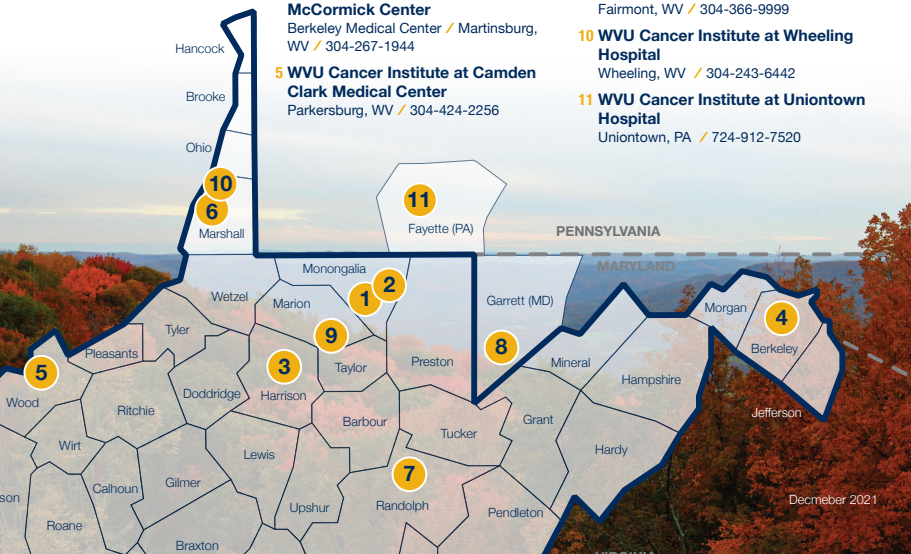 McCormick Center
Berkeley Medical Center / Martinsburg,
WV / 304-267-1944
5 WVU Cancer Institute at Camden
Clark Medical Center
Parkersburg, WV / 304-424-2256
Fairmont, WV / 304-366-9999
10 WVU Cancer Institute at Wheeling
Hospital
Wheeling, WV / 304-243-6442
11 WVU Cancer Institute at Uniontown
Hospital
Uniontown, PA / 724-912-7520
Hancock
Brooke
Ohio
10
6
Marshall
11
Fayette (PA)
PENNSYLVANIA
MARYLAND
Monongalia
2
1
Wetzel
Marion
Garrett (MD)
Morgan
4
Berkeley
Tyler
9
8
Pleasants
3
Taylor
Preston
Mineral
5
Hampshire
Wood
Doddridge
Harrison
Ritchie
Barbour
Tucker
Grant
Jefferson
Wirt
Lewis
Hardy
7
son
Calhoun
Gilmer
Randolph
Decmeber 2021
Roane
Upshur
Pendleton
Braxton
VIRGINIA